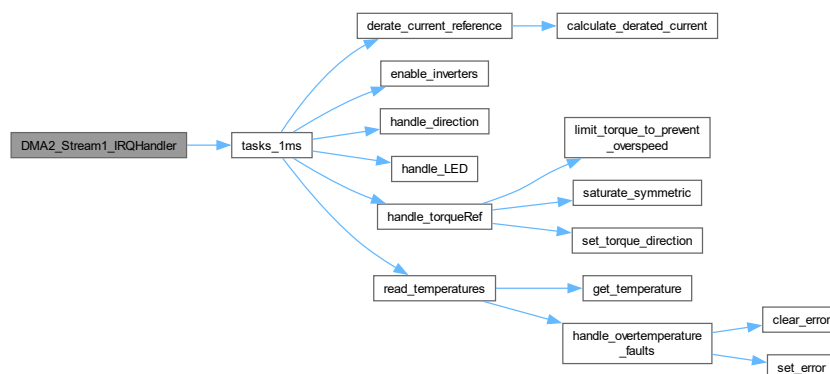 derate_current_reference
calculate_derated_current
enable_inverters
handle_direction
limit_torque_to_prevent
_overspeed
DMA2_Stream1_IRQHandler
tasks_1ms
handle_LED
saturate_symmetric
handle_torqueRef
set_torque_direction
read_temperatures
get_temperature
clear_error
handle_overtemperature
_faults
set_error